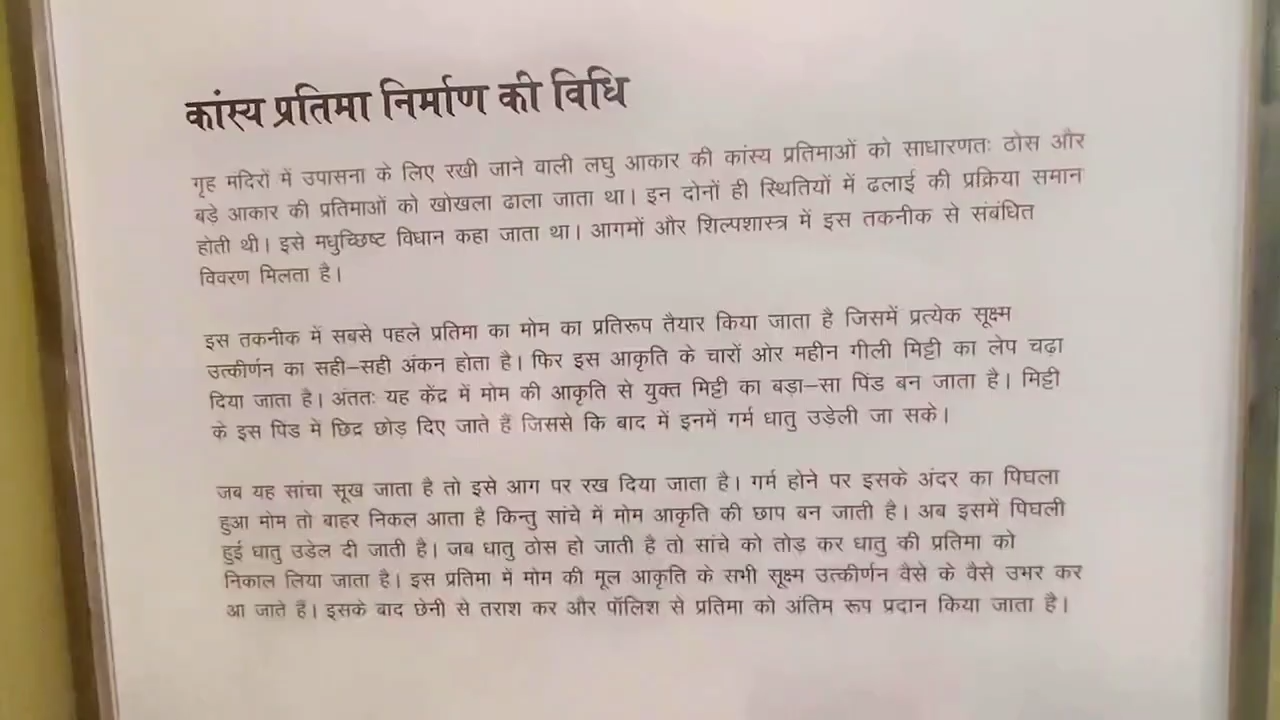 कांस्य प्रतिमा निर्माण की विधि
गृह मंदिरों में उपासना के लिए रखी जाने वाली लघु आकार की कांस्य प्रतिमाओं को साधारणतः ठोस और
बड़े आकार की प्रतिमाओं को खोखला ढाला जाता था। इन दोनों ही स्थितियों में ढलाई की प्रक्रिया समान
होती थी। इसे मधुच्छिष्ट विधान कहा जाता था। आगमों और शिल्पशास्त्र में इस तकनीक से संबंधित
विवरण मिलता है।
इस तकनीक में सबसे पहले प्रतिमा का मोम का प्रतिरूप तैयार किया जाता है जिसमें प्रत्येक सूक्ष्म
उत्कीर्णन का सही–सही अंकन होता है। फिर इस आकृति के चारों ओर महीन गीली मिट्टी का लेप चढ़ा
दिया जाता है। अंततः यह केंद्र में मोम की आकृति से युक्त मिट्टी का बड़ा–सा पिंड बन जाता है। मिट्टी
के इस पिंड में छिद्र छोड़ दिए जाते हैं जिससे कि बाद में इनमें गर्म धातु उड़ेली जा सके।
जब यह सांचा सूख जाता है तो इसे आग पर रख दिया जाता है। गर्म होने पर इसके अंदर का पिघला
हुआ मोम तो बाहर निकल आता है किन्तु सांचे में मोम आकृति की छाप बन जाती है। अब इसमें पिघली
हुई धातु उडेल दी जाती है। जब धातु ठोस हो जाती है तो सांचे को तोड़ कर धातु की प्रतिमा को
निकाल लिया जाता है। इस प्रतिमा में मोम की मूल आकृति के सभी सूक्ष्म उत्कीर्णन वैसे के वैसे उभर कर
आ जाते हैं। इसके बाद छेनी से तराश कर और पॉलिश से प्रतिमा को अंतिम रूप प्रदान किया जाता है।